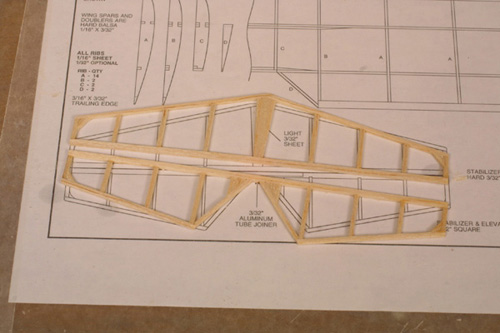 WING SPARS AND
DOUBLERS ARE
HARD BALSA
1/16" X 3/32"
ALL RIBS
1/16" SHEET
1/32" OPTIONAL
RIB - QTY
A - 14
B - 2
C - 2
D - 2
3/16" X 3/32"
TRAILING EDGE
D
B
C
A
C
D
A
LIGHT
3/32"
SHEET
3/32"
ALUMINUM
TUBE JOINER
STABILIZE
HARD 3/32"
STABILIZER & ELEVA
SQUARE